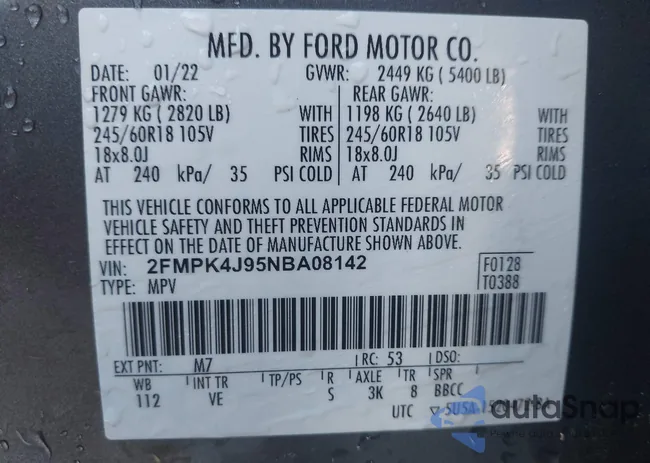 MFD. BY FORD MOTOR CO.
DATE: 01/22 GVWR: 2449 KG ( 5400 LB)
FRONT GAWR: REAR GAWR:
1279 KG ( 2820 LB) WITH 1198 KG ( 2640 LB) WITH
245/60R18 105V TIRES 245/60R18 105V TIRES
18x8.0J RIMS 18x8.0J RIMS
AT 240 kPa/ 35 PSI COLD AT 240 kPa/ 35 PSI COLD
THIS VEHICLE CONFORMS TO ALL APPLICABLE FEDERAL MOTOR
VEHICLE SAFETY AND THEFT PREVENTION STANDARDS IN
EFFECT ON THE DATE OF MANUFACTURE SHOWN ABOVE.
VIN: 2FMPK4J95NBA08142 F0128
TYPE: MPV T0388
EXT PNT: M7 RC: 53 DSO:
WB INT TR TP/PS R AXLE TR SPR
112 VE S 3K 8 BBCC
UTC
autoSnap